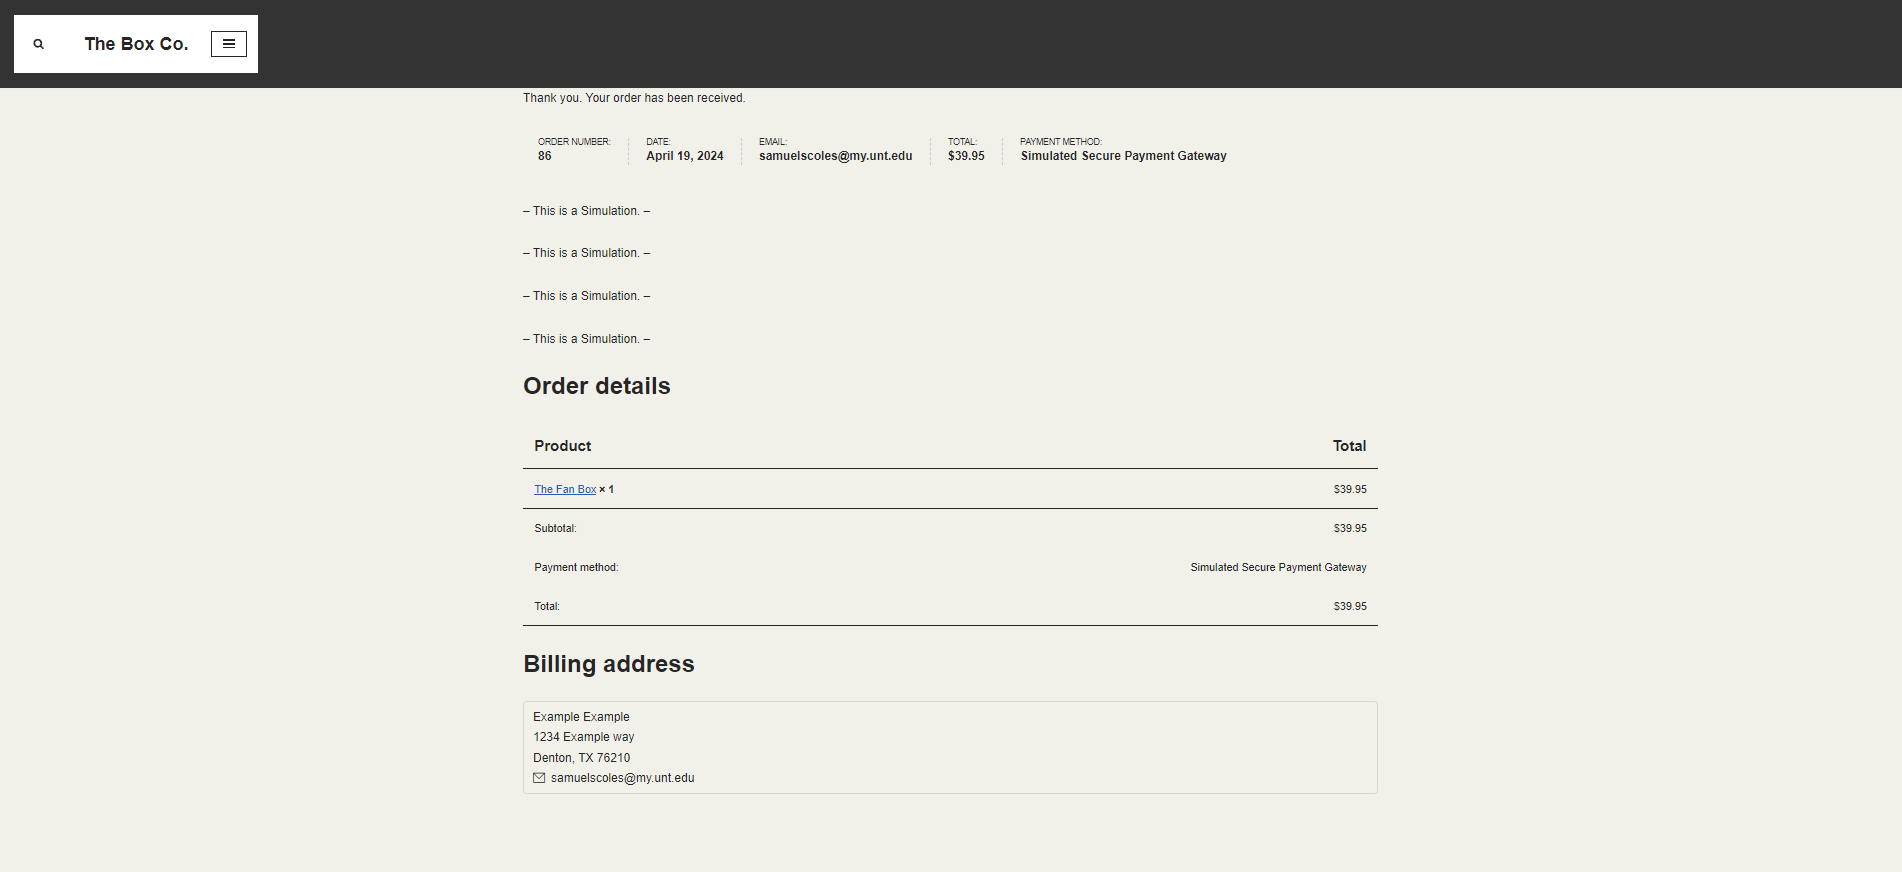 The Box Co.
Thank you. Your order has been received.
ORDER NUMBER: DATE: EMAIL: TOTAL: PAYMENT METHOD:
86 April 19, 2024 samuelscoles@my.unt.edu $39.95 Simulated Secure Payment Gateway
– This is a Simulation. –
– This is a Simulation. –
– This is a Simulation. –
– This is a Simulation. –
Order details
Product Total
The Fan Box × 1 $39.95
Subtotal: $39.95
Payment method: Simulated Secure Payment Gateway
Total: $39.95
Billing address
Example Example
1234 Example way
Denton, TX 76210
samuelscoles@my.unt.edu